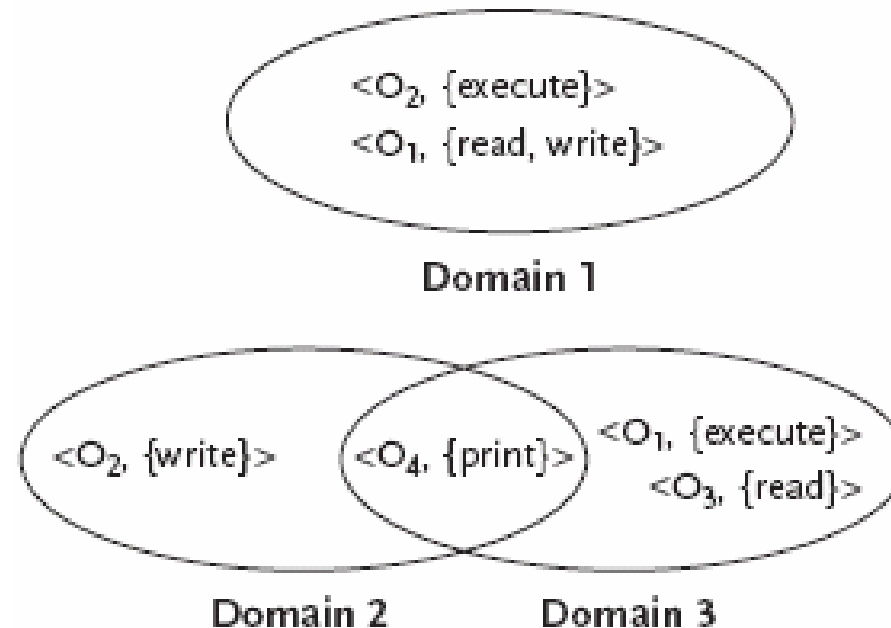 <O₂, {execute}>
<O₁, {read, write}>
Domain 1
<O₂, {write}>
<O₄, {print}>
<O₁, {execute}>
<O₃, {read}>
Domain 2
Domain 3